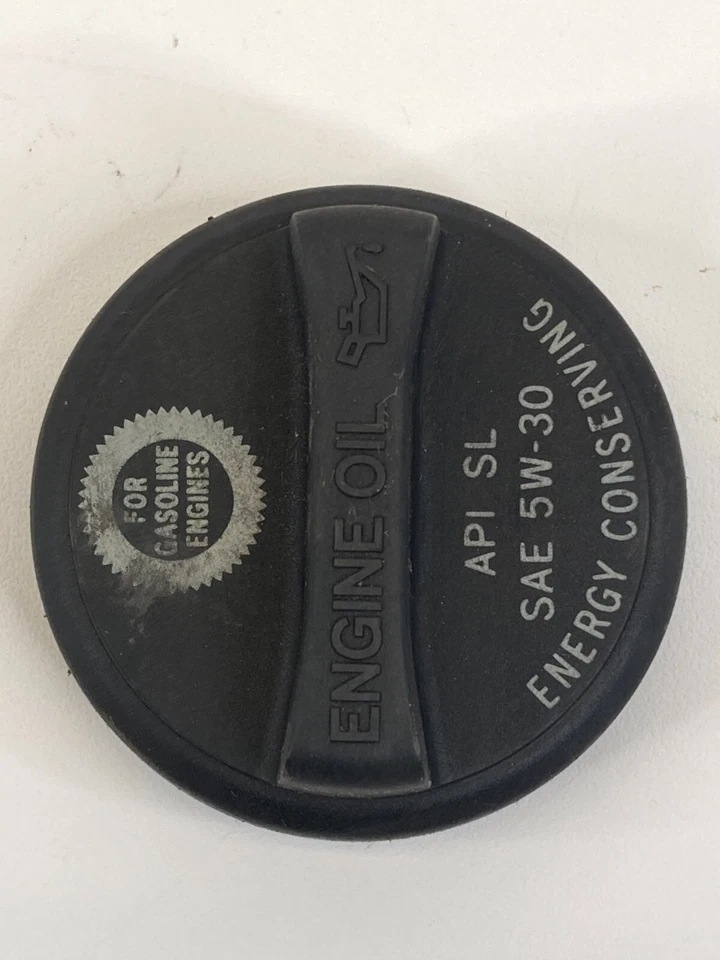 FOR
GASOLINE
ENGINES
ENGINE OIL
API SL
SAE 5W-30
ENERGY CONSERVING